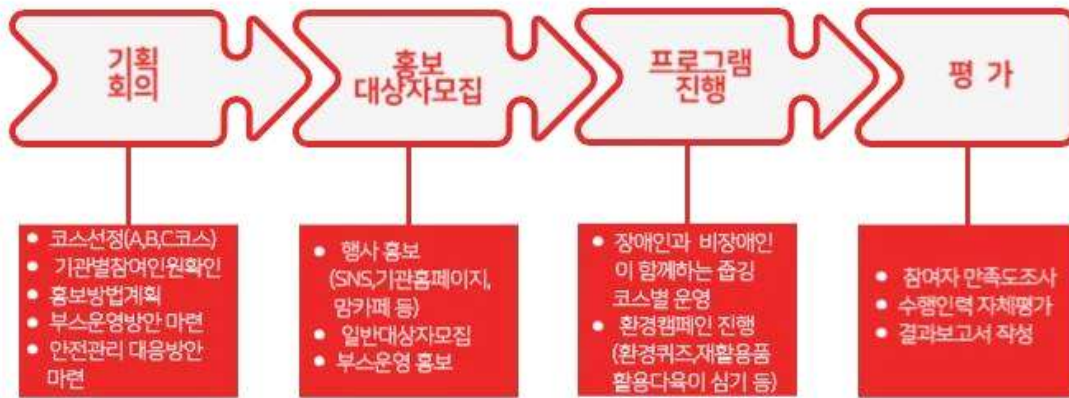 기획
회의
홍보
대상자모집
프로그램
진행
평 가
• 코스선정(A,B,C코스)
• 기관별참여인원확인
• 홍보방법계획
• 부스운영방안 마련
• 안전관리 대응방안
마련
• 행사 홍보
(SNS,기관홈페이지,
맘카페 등)
• 일반대상자모집
• 부스운영 홍보
• 장애인과 비장애인
이 함께하는 줍깅
코스별 운영
• 환경캠페인 진행
(환경퀴즈,재활용품
활용다육이 심기 등)
• 참여자 만족도조사
• 수행인력 자체평가
• 결과보고서 작성